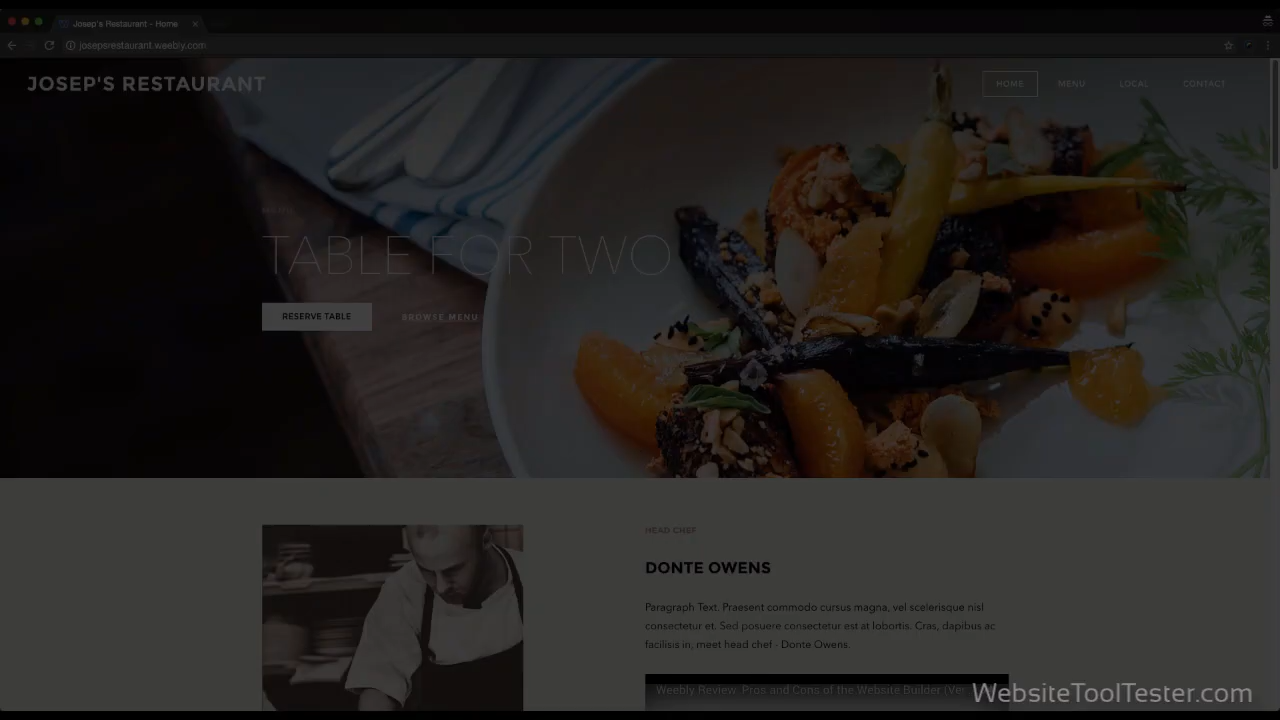 Josep's Restaurant - Home
josepsrestaurant.weebly.com
JOSEP'S RESTAURANT
HOME MENU LOCAL CONTACT
TABLE FOR TWO
RESERVE TABLE BROWSE MENU
HEAD CHEF
DONTE OWENS
Paragraph Text. Praesent commodo cursus magna, vel scelerisque nisl
consectetur et. Sed posuere consectetur est at lobortis. Cras, dapibus ac
facilisis in, meet head chef - Donte Owens.
Weebly Review: Pros and Cons of the Website Builder (Ver
WebsiteToolTester.com